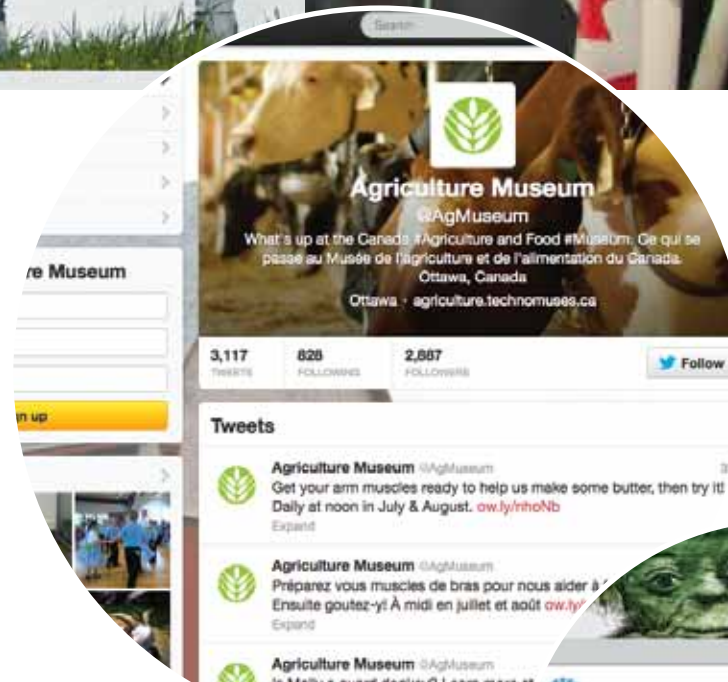 Search
Agriculture Museum
@AgMuseum
What's up at the Canada #Agriculture and Food #Museum. Ce qui se
passe au Musée de l'agriculture et de l'alimentation du Canada.
Ottawa, Canada
Ottawa · agriculture.technomuses.ca
re Museum
n up
3,117
TWEETS
828
FOLLOWING
2,887
FOLLOWERS
Follow
Tweets
Agriculture Museum @AgMuseum
Get your arm muscles ready to help us make some butter, then try it!
Daily at noon in July & August. ow.ly/nhoNb
Expand
Agriculture Museum @AgMuseum
Préparez vous muscles de bras pour nous aider à
Ensuite goutez-y! À midi en juillet et août ow.ly/
Expand
Agriculture Museum @AgMuseum